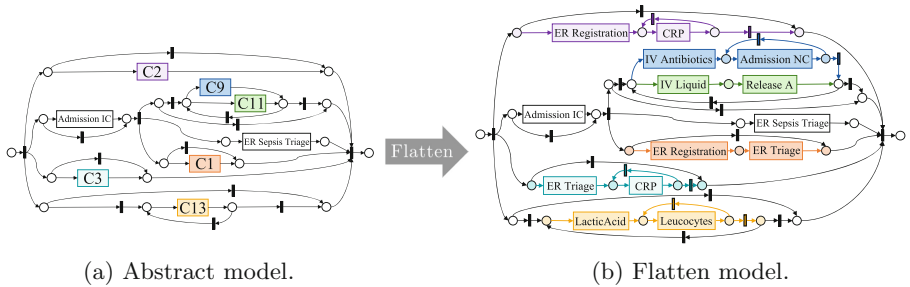 C2
C9
C11
Admission IC
ER Sepsis Triage
C1
C3
C13
(a) Abstract model.
Flatten
ER Registration
CRP
IV Antibiotics
Admission NC
IV Liquid
Release A
Admission IC
ER Sepsis Triage
ER Registration
ER Triage
ER Triage
CRP
LacticAcid
Leucocytes
(b) Flatten model.